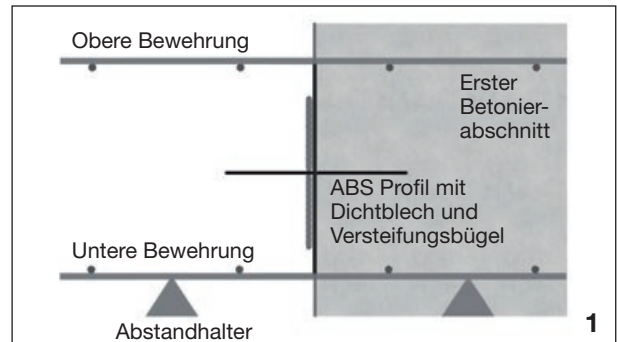 Obere Bewehrung
Erster
Betonier-
abschnitt
ABS Profil mit
Dichtblech und
Versteifungsbügel
Untere Bewehrung
Abstandhalter
1